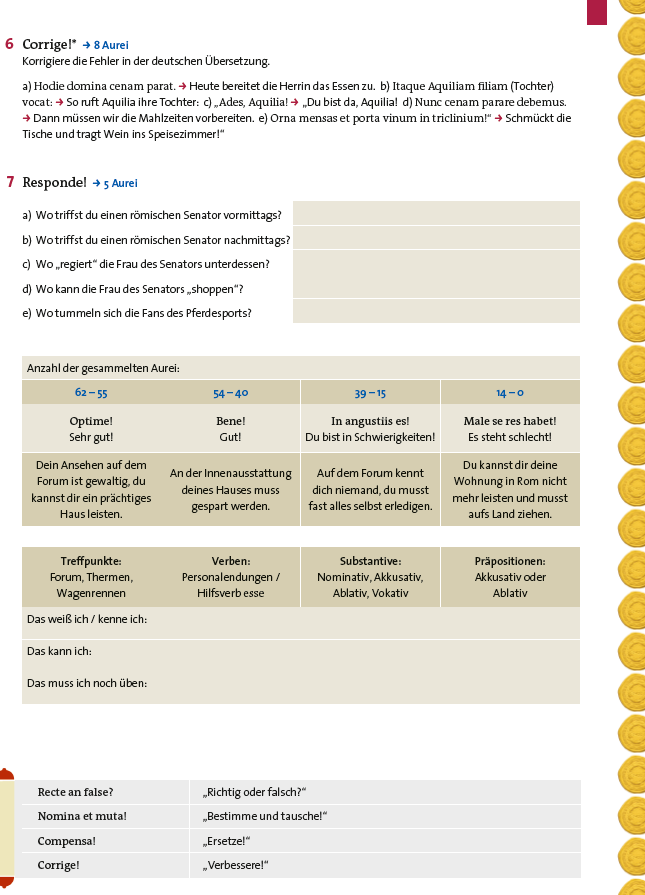 6 Corrige!* → 8 Aurei
Korrigiere die Fehler in der deutschen Übersetzung.
a) Hodie domina cenam parat. → Heute bereitet die Herrin das Essen zu. b) Itaque Aquiliam filiam (Tochter)
vocat: → So ruft Aquilia ihre Tochter: c) „Ades, Aquilia! → „Du bist da, Aquilia! d) Nunc cenam parare debemus.
→ Dann müssen wir die Mahlzeiten vorbereiten. e) Orna mensas et porta vinum in triclinium!“ → Schmückt die
Tische und tragt Wein ins Speisezimmer!“
7 Responde! → 5 Aurei
a) Wo triffst du einen römischen Senator vormittags?
b) Wo triffst du einen römischen Senator nachmittags?
c) Wo „regiert“ die Frau des Senators unterdessen?
d) Wo kann die Frau des Senators „shoppen“?
e) Wo tummeln sich die Fans des Pferdesports?
Anzahl der gesammelten Aurei:
62 – 55 54 – 40 39 – 15 14 – 0
Optime! Bene! In angustiis es! Male se res habet!
Sehr gut! Gut! Du bist in Schwierigkeiten! Es steht schlecht!
Dein Ansehen auf dem
Forum ist gewaltig, du
kannst dir ein prächtiges
Haus leisten.
An der Innenausstattung
deines Hauses muss
gespart werden.
Auf dem Forum kennt
dich niemand, du musst
fast alles selbst erledigen.
Du kannst dir deine
Wohnung in Rom nicht
mehr leisten und musst
aufs Land ziehen.
Treffpunkte:
Forum, Thermen,
Wagenrennen
Verben:
Personalendungen /
Hilfsverb esse
Substantive:
Nominativ, Akkusativ,
Ablativ, Vokativ
Präpositionen:
Akkusativ oder
Ablativ
Das weiß ich / kenne ich:
Das kann ich:
Das muss ich noch üben:
Recte an false? „Richtig oder falsch?“
Nomina et muta! „Bestimme und tausche!“
Compensa! „Ersetze!“
Corrige! „Verbessere!“